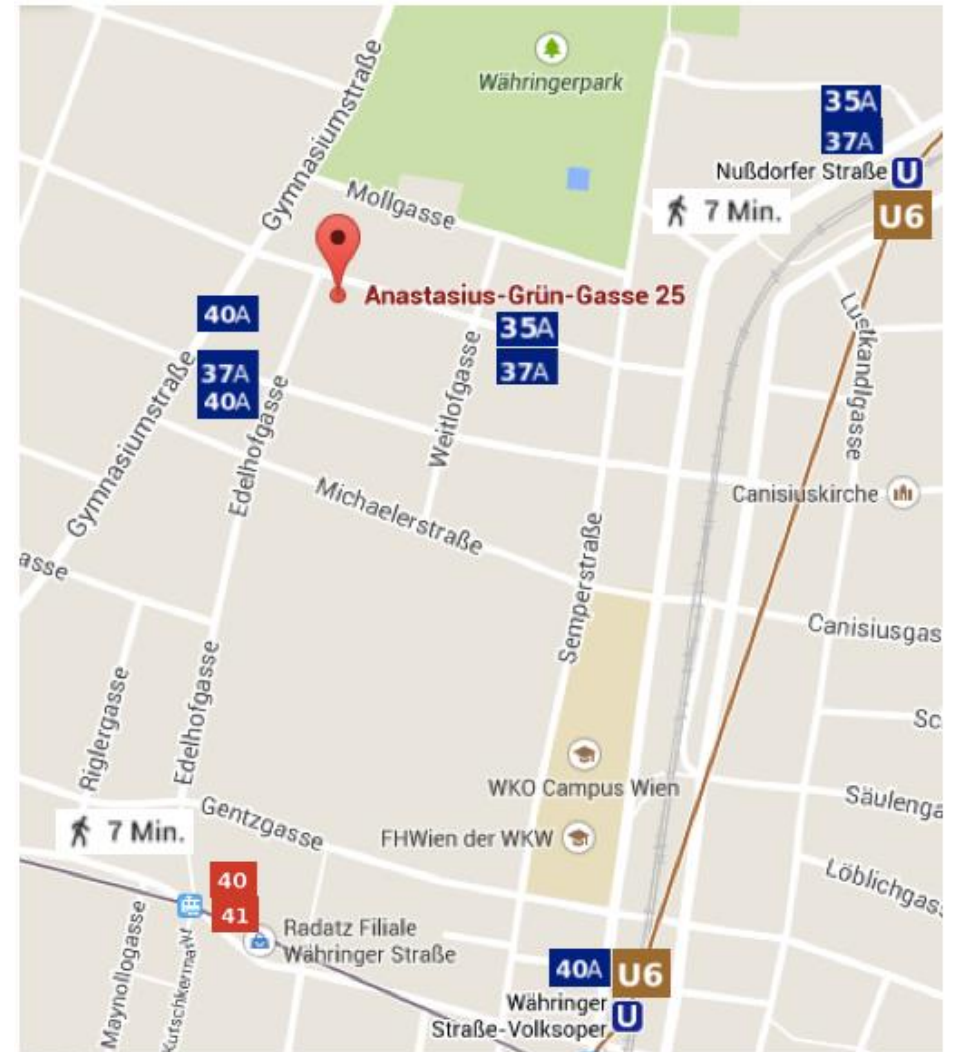 Währingerpark
35A
37A
Nußdorfer Straße U
7 Min.
U6
Gymnasiumstraße
Mollgasse
Anastasius-Grün-Gasse 25
40A
35A
37A
37A
40A
Lustkandlgasse
Gymnasiumstraße
Edelhofgasse
Weitlofgasse
Michaelerstraße
Canisiuskirche
Semperstraße
asse
Canisiusgas
Riglergasse
Edelhofgasse
Sc
WKO Campus Wien
Säulenga
Gentzgasse
7 Min.
FHWien der WKW
Löblichgas
40
41
Radatz Filiale
Währinger Straße
Maynollogasse
40A
U6
Währinger
Straße-Volksoper U